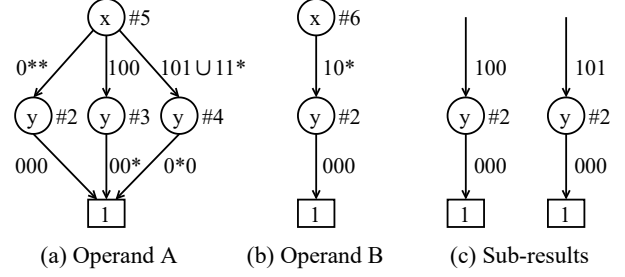 x #5 x #6
0** 100 101 ∪ 11* 10* 100 101
y #2 y #3 y #4 y #2 y #2 y #2
000 00* 0*0 000 000 000
1 1 1 1
(a) Operand A (b) Operand B (c) Sub-results